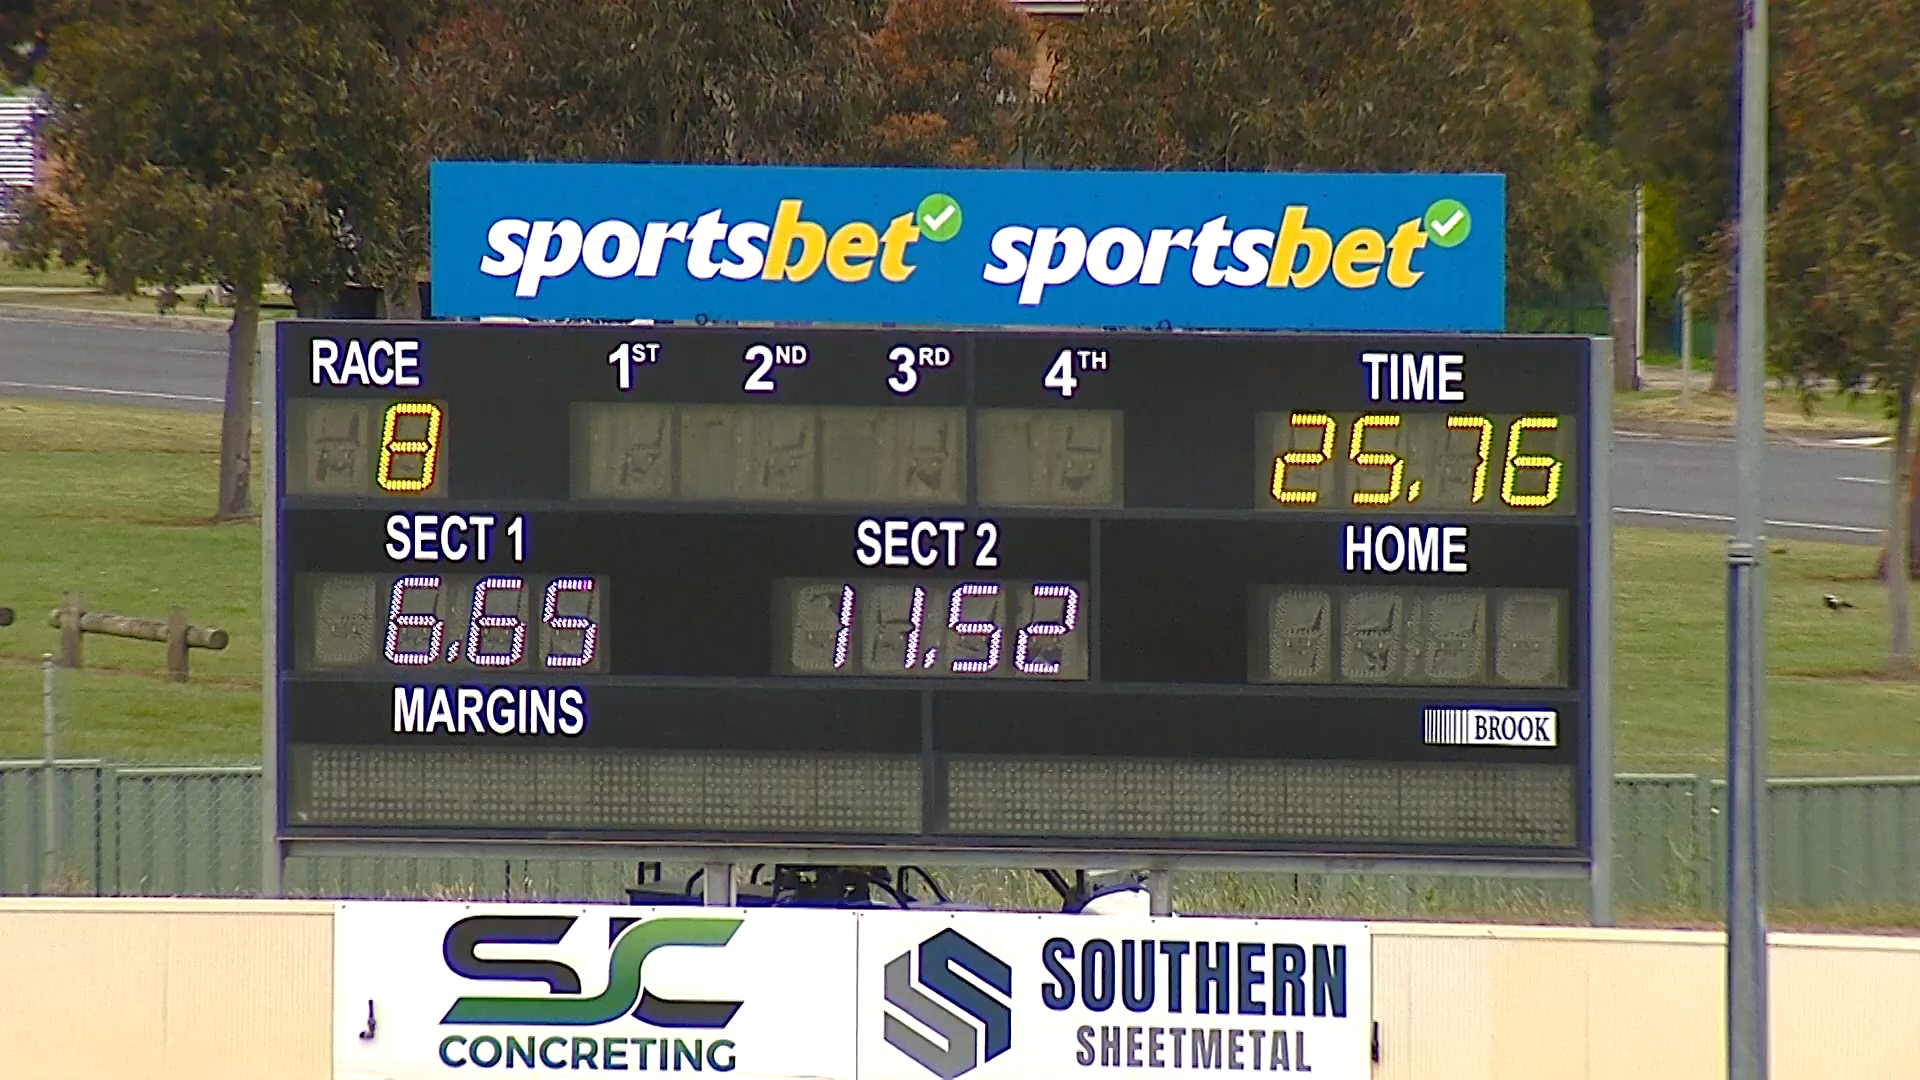 sportsbet sportsbet
RACE 1ST 2ND 3RD 4TH TIME
8 25.76
SECT 1 SECT 2 HOME
6.65 11.52
MARGINS
BROOK
SC
CONCRETING
SOUTHERN
SHEETMETAL